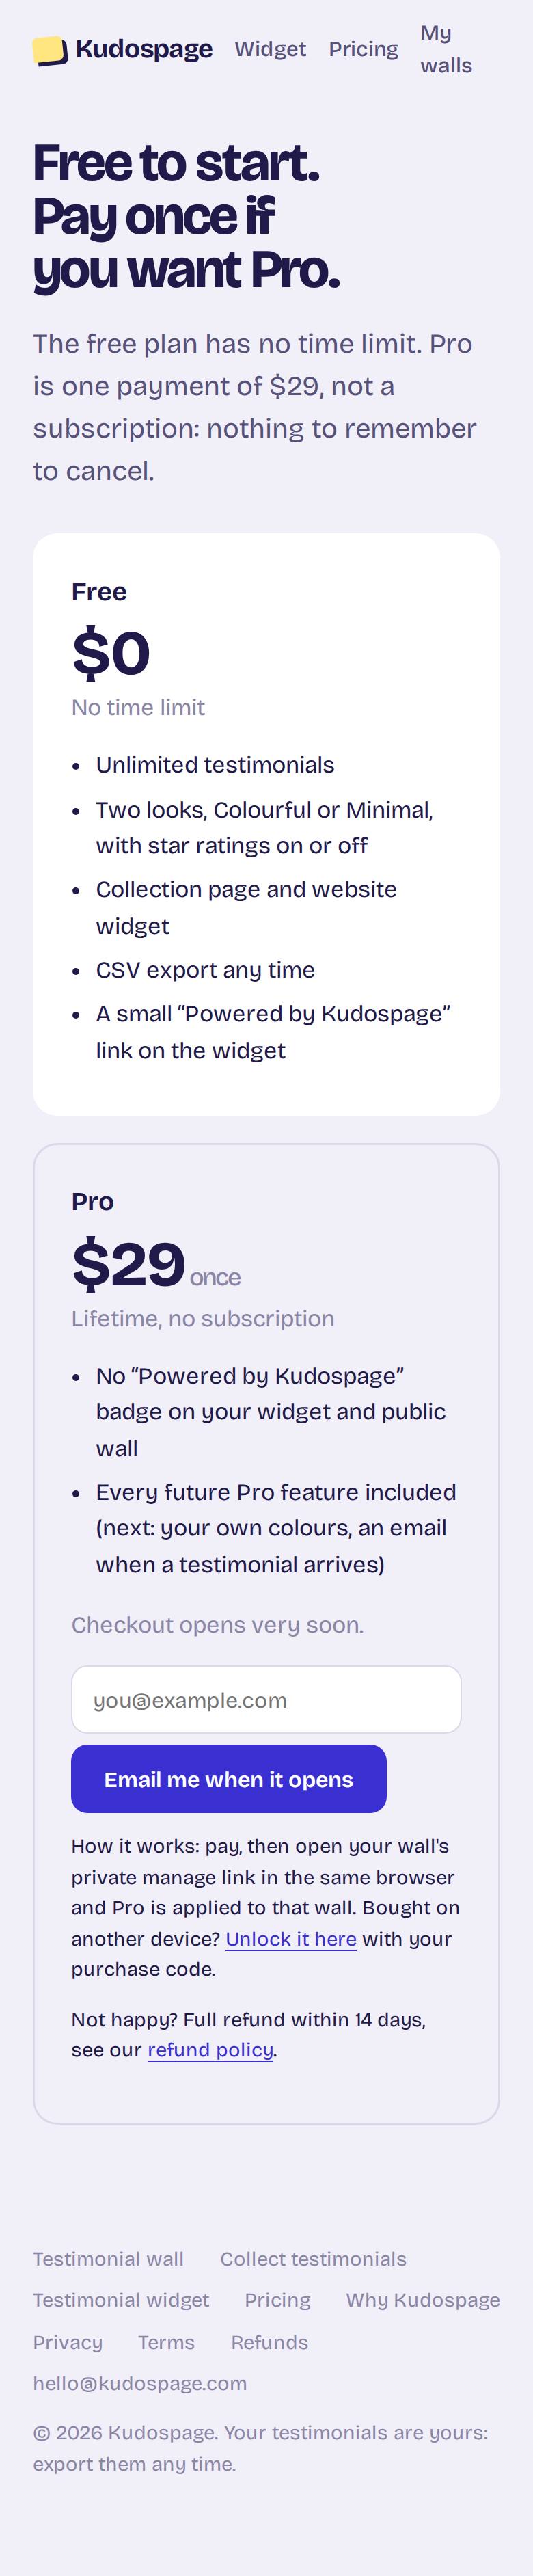 Kudospage Widget Pricing My
walls
Free to start.
Pay once if
you want Pro.
The free plan has no time limit. Pro
is one payment of $29, not a
subscription: nothing to remember
to cancel.
Free
$0
No time limit
• Unlimited testimonials
• Two looks, Colourful or Minimal,
with star ratings on or off
• Collection page and website
widget
• CSV export any time
• A small “Powered by Kudospage”
link on the widget
Pro
$29 once
Lifetime, no subscription
• No “Powered by Kudospage”
badge on your widget and public
wall
• Every future Pro feature included
(next: your own colours, an email
when a testimonial arrives)
Checkout opens very soon.
you@example.com
Email me when it opens
How it works: pay, then open your wall's
private manage link in the same browser
and Pro is applied to that wall. Bought on
another device? Unlock it here with your
purchase code.
Not happy? Full refund within 14 days,
see our refund policy.
Testimonial wall Collect testimonials
Testimonial widget Pricing Why Kudospage
Privacy Terms Refunds
hello@kudospage.com
© 2026 Kudospage. Your testimonials are yours:
export them any time.